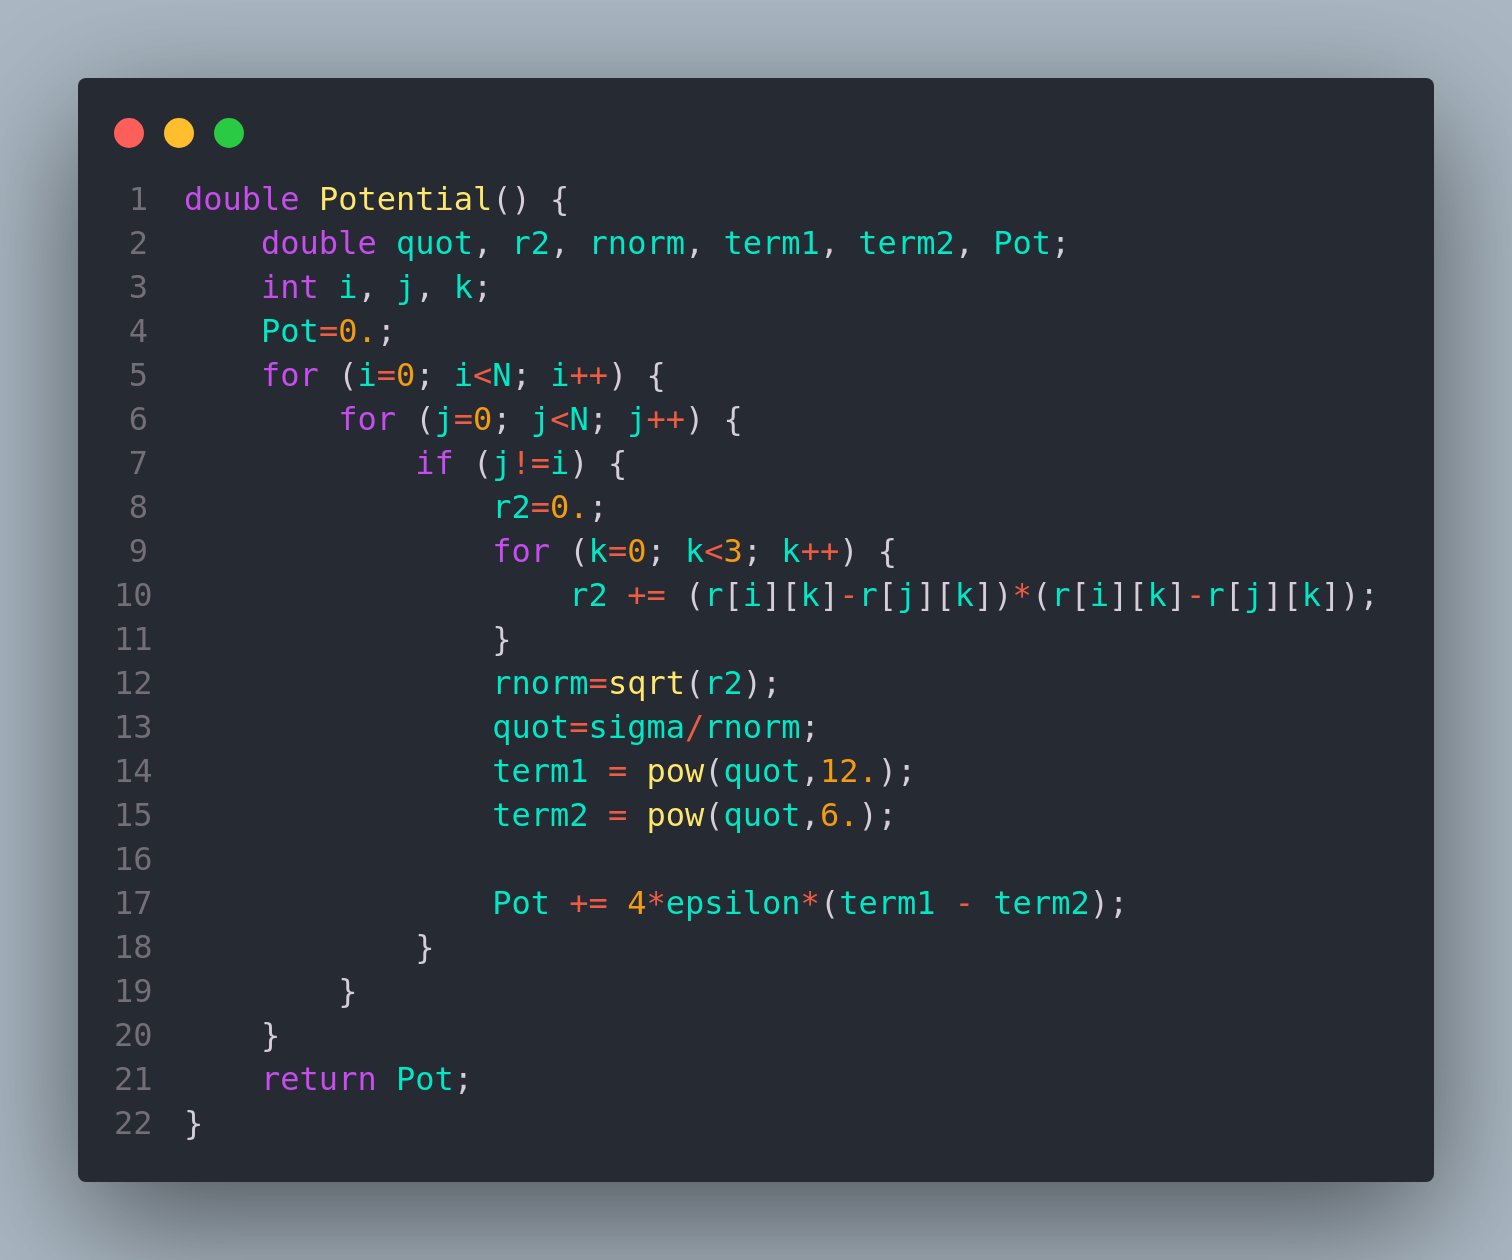 1 double Potential() {
2     double quot, r2, rnorm, term1, term2, Pot;
3     int i, j, k;
4     Pot=0.;
5     for (i=0; i<N; i++) {
6         for (j=0; j<N; j++) {
7             if (j!=i) {
8                 r2=0.;
9                 for (k=0; k<3; k++) {
10                     r2 += (r[i][k]-r[j][k])*(r[i][k]-r[j][k]);
11                 }
12                 rnorm=sqrt(r2);
13                 quot=sigma/rnorm;
14                 term1 = pow(quot,12.);
15                 term2 = pow(quot,6.);
16
17                 Pot += 4*epsilon*(term1 - term2);
18             }
19         }
20     }
21     return Pot;
22 }